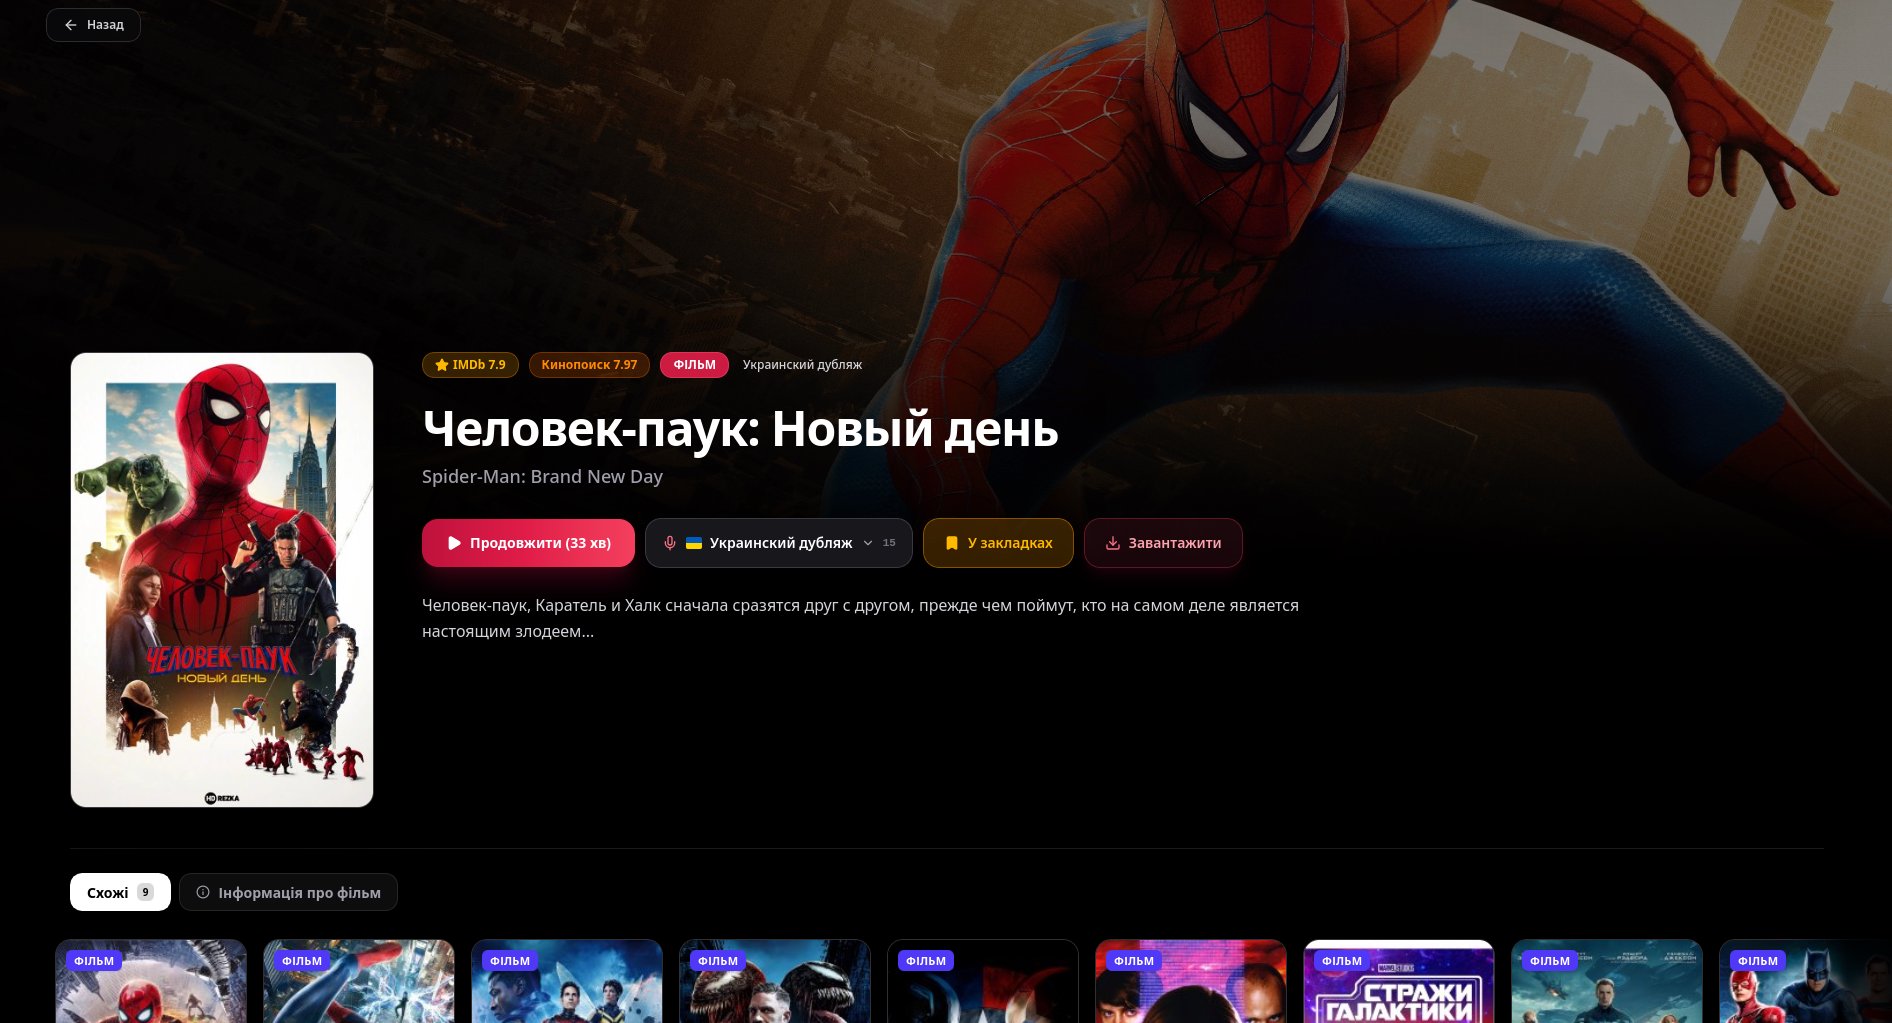 Назад
IMDb 7.9
Кинопоиск 7.97
ФІЛЬМ
Украинский дубляж
Человек-паук: Новый день
Spider-Man: Brand New Day
Продовжити (33 хв)
Украинский дубляж
15
У закладках
Завантажити
Человек-паук, Каратель и Халк сначала сразятся друг с другом, прежде чем поймут, кто на самом деле является
настоящим злодеем...
ЧЕЛОВЕК-ПАУК
НОВЫЙ ДЕНЬ
HD REZKA
Схожі 9
Інформація про фільм
ФІЛЬМ
ФІЛЬМ
ФІЛЬМ
ФІЛЬМ
ФІЛЬМ
ФІЛЬМ
ФІЛЬМ
MARVEL STUDIOS
СТРАЖИ
ГАЛАКТИКИ
ФІЛЬМ
ФІЛЬМ